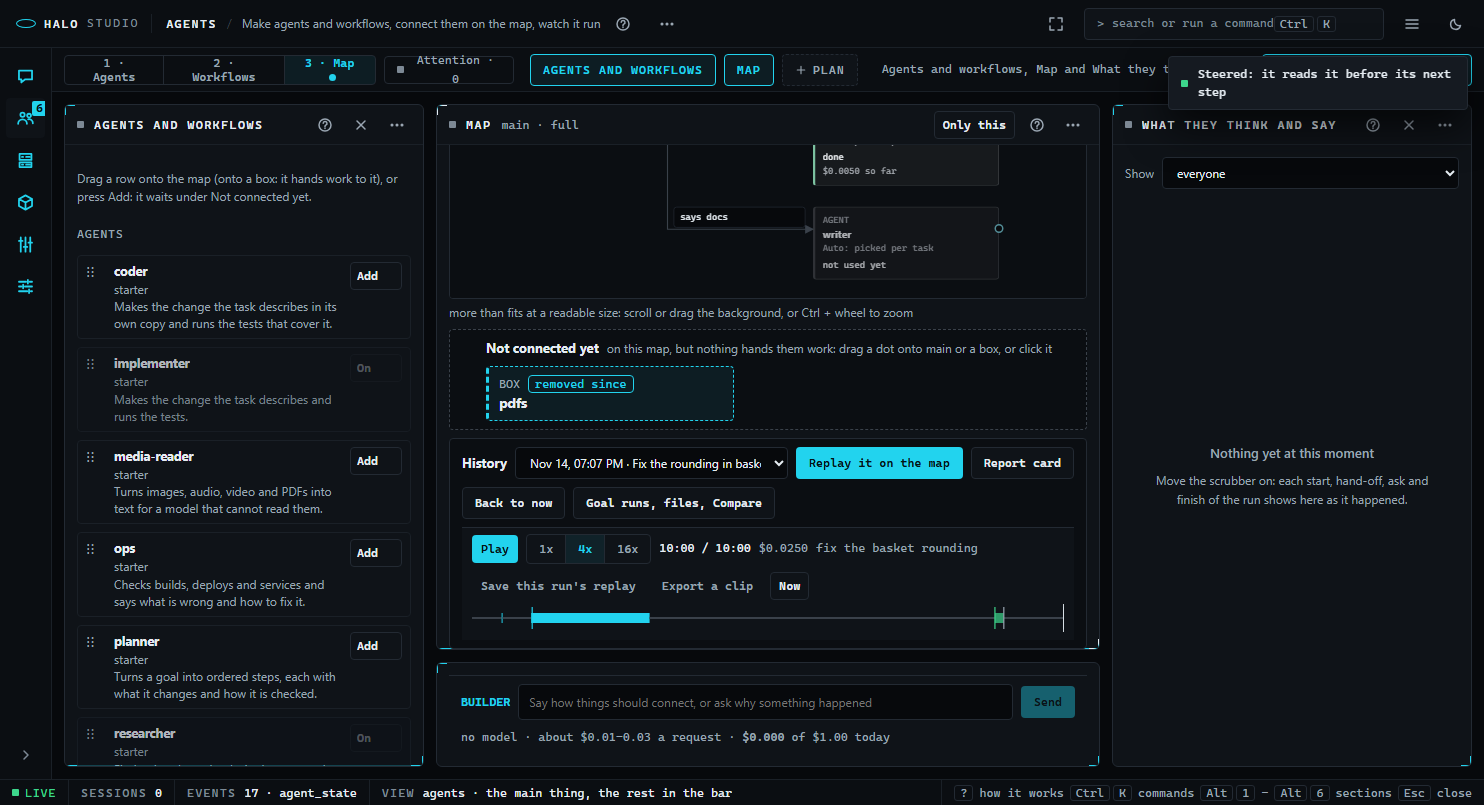 HALO STUDIO AGENTS / Make agents and workflows, connect them on the map, watch it run ? ...
> search or run a command Ctrl K
6
1 · Agents
2 · Workflows
3 · Map
Attention · 0
AGENTS AND WORKFLOWS
MAP
+ PLAN
Agents and workflows, Map and What they t
Steered: it reads it before its next
step
AGENTS AND WORKFLOWS
Drag a row onto the map (onto a box: it hands work to it), or
press Add: it waits under Not connected yet.
AGENTS
coder
Add
starter
Makes the change the task describes in its
own copy and runs the tests that cover it.
implementer
On
starter
Makes the change the task describes and
runs the tests.
media-reader
Add
starter
Turns images, audio, video and PDFs into
text for a model that cannot read them.
ops
Add
starter
Checks builds, deploys and services and
says what is wrong and how to fix it.
planner
Add
starter
Turns a goal into ordered steps, each with
what it changes and how it is checked.
researcher
On
starter
MAP main · full
Only this
done
$0.0050 so far
says docs
AGENT
writer
Auto: picked per task
not used yet
more than fits at a readable size: scroll or drag the background, or Ctrl + wheel to zoom
Not connected yet on this map, but nothing hands them work: drag a dot onto main or a box, or click it
BOX removed since
pdfs
History Nov 14, 07:07 PM · Fix the rounding in bask
Replay it on the map
Report card
Back to now
Goal runs, files, Compare
Play 1x 4x 16x 10:00 / 10:00 $0.0250 fix the basket rounding
Save this run's replay Export a clip Now
BUILDER Say how things should connect, or ask why something happened Send
no model · about $0.01–0.03 a request · $0.000 of $1.00 today
WHAT THEY THINK AND SAY
Show everyone
Nothing yet at this moment
Move the scrubber on: each start, hand-off, ask and
finish of the run shows here as it happened.
LIVE SESSIONS 0 EVENTS 17 · agent_state VIEW agents · the main thing, the rest in the bar
? how it works Ctrl K commands Alt 1 – Alt 6 sections Esc close